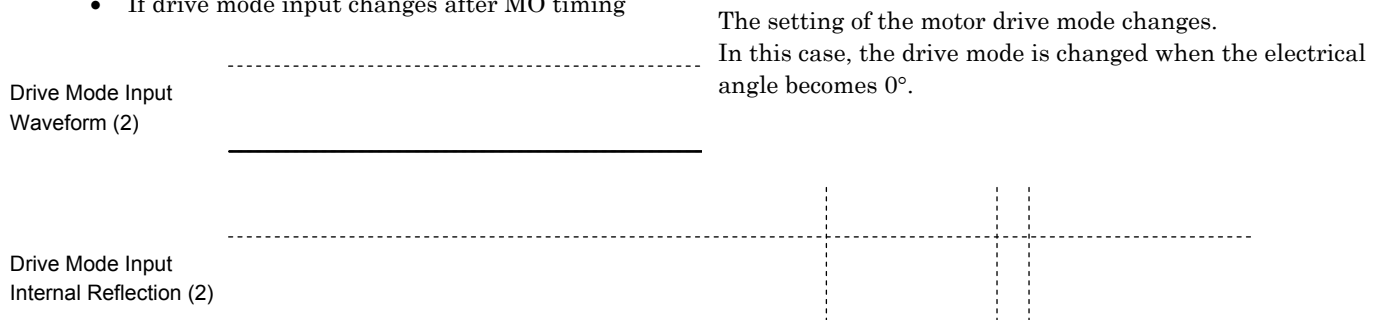 • If drive mode input changes after MO timing
The setting of the motor drive mode changes.
In this case, the drive mode is changed when the electrical
angle becomes 0°.
Drive Mode Input
Waveform (2)
Drive Mode Input
Internal Reflection (2)